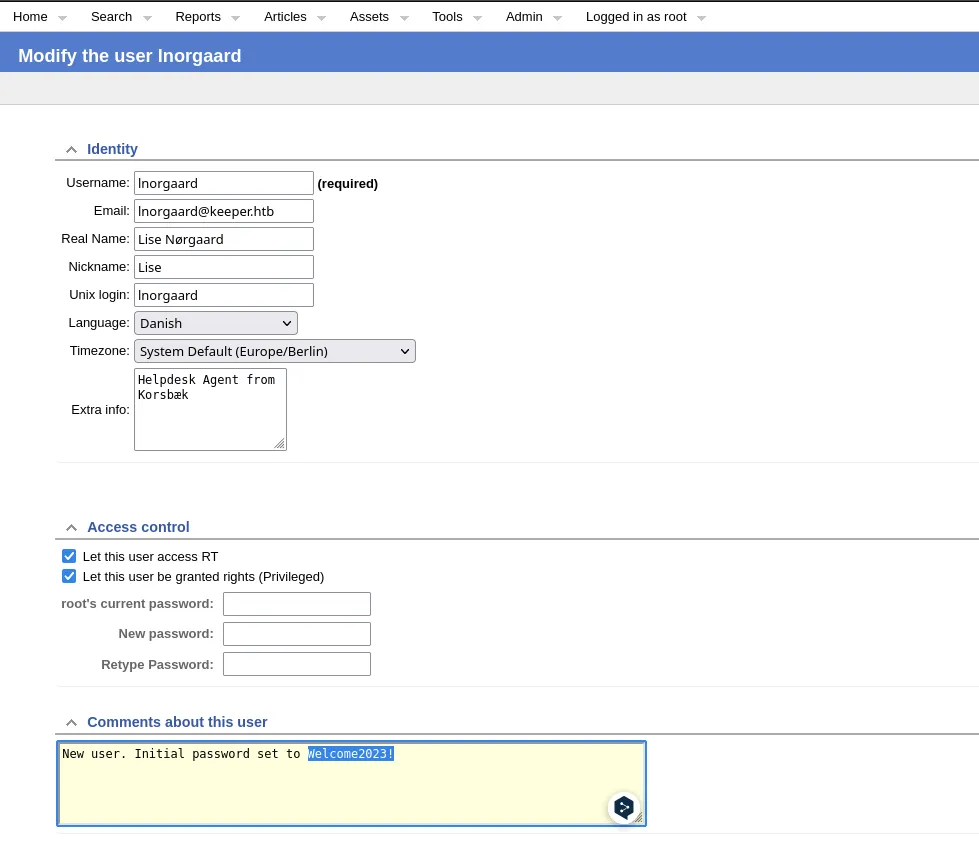 Home Search Reports Articles Assets Tools Admin Logged in as root
Modify the user lnorgaard
Identity
Username: lnorgaard (required)
Email: lnorgaard@keeper.htb
Real Name: Lise Nørgaard
Nickname: Lise
Unix login: lnorgaard
Language: Danish
Timezone: System Default (Europe/Berlin)
Extra info: Helpdesk Agent from
Korsbæk
Access control
Let this user access RT
Let this user be granted rights (Privileged)
root's current password:
New password:
Retype Password:
Comments about this user
New user. Initial password set to Welcome2023!